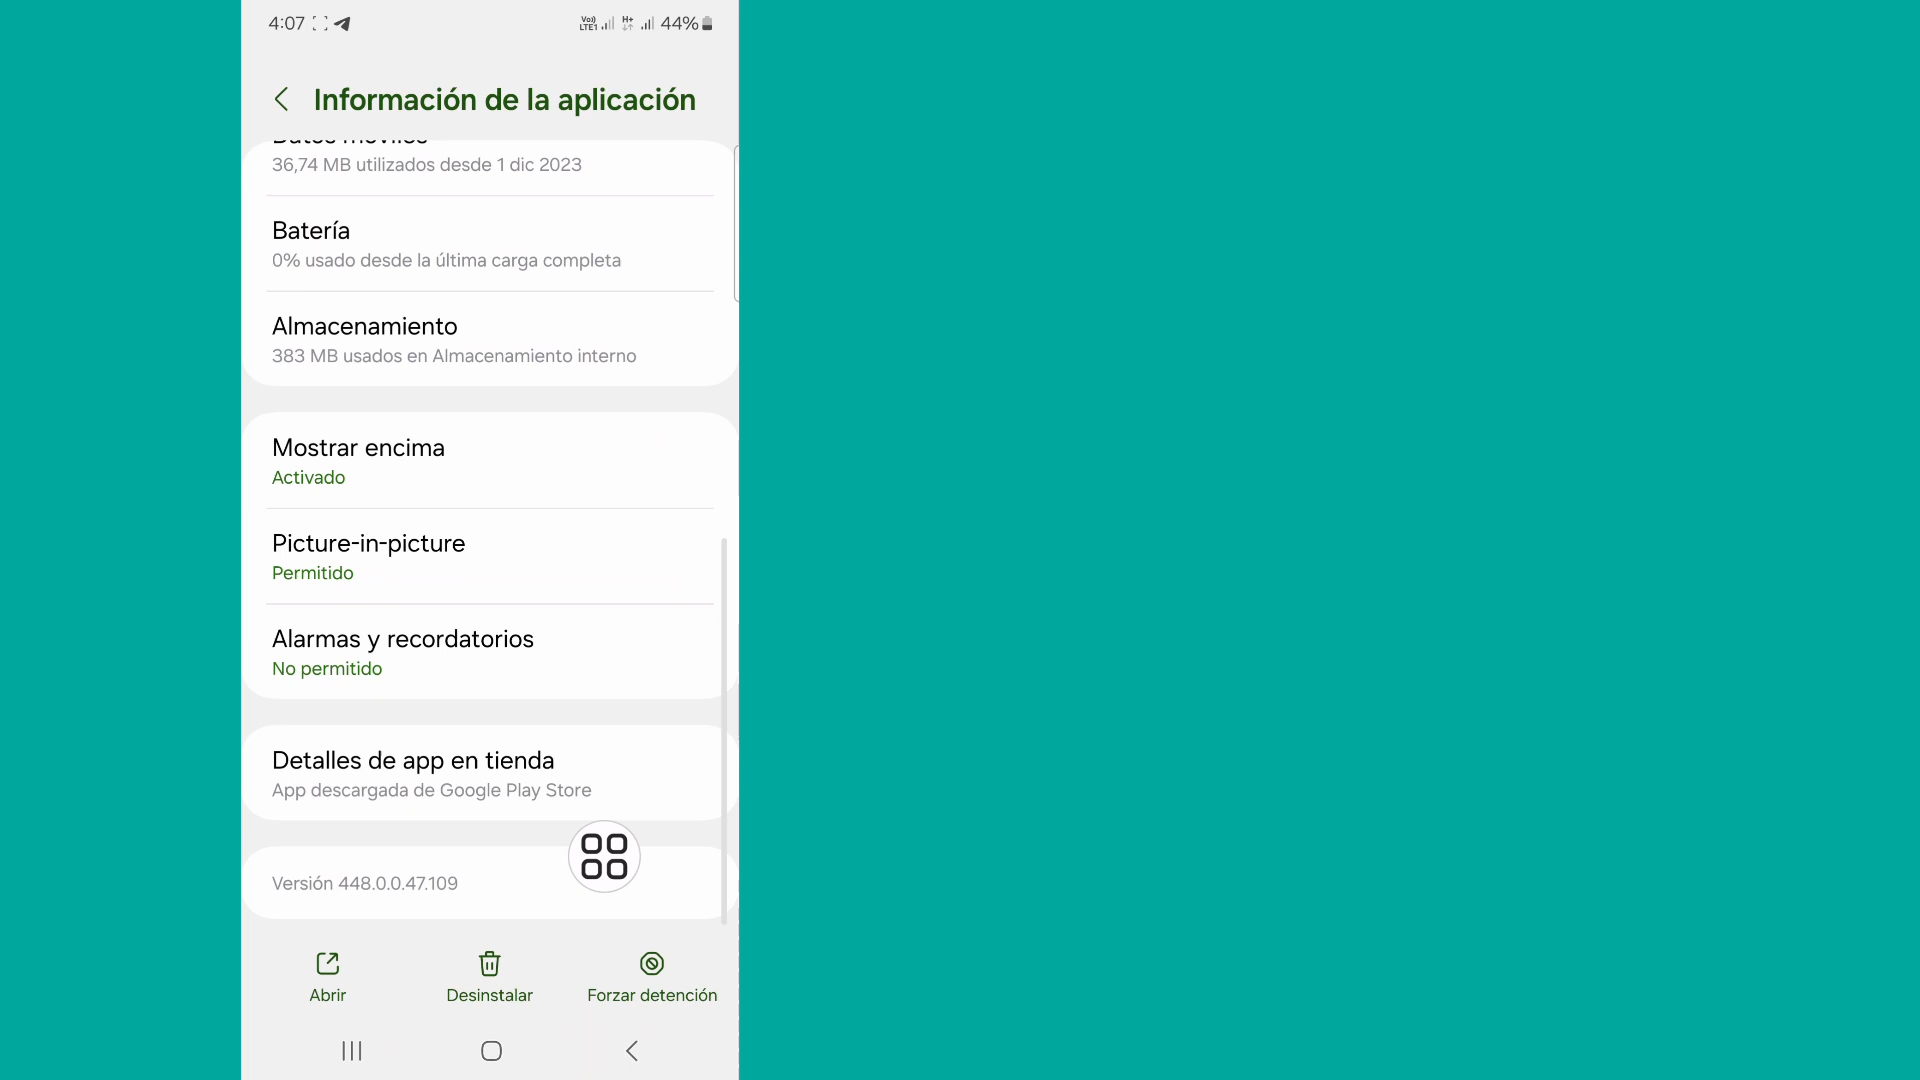 4:07
Vo)) LTE1 H+ 44%
Información de la aplicación
Datos móviles
36,74 MB utilizados desde 1 dic 2023
Batería
0% usado desde la última carga completa
Almacenamiento
383 MB usados en Almacenamiento interno
Mostrar encima
Activado
Picture-in-picture
Permitido
Alarmas y recordatorios
No permitido
Detalles de app en tienda
App descargada de Google Play Store
Versión 448.0.0.47.109
Abrir
Desinstalar
Forzar detención